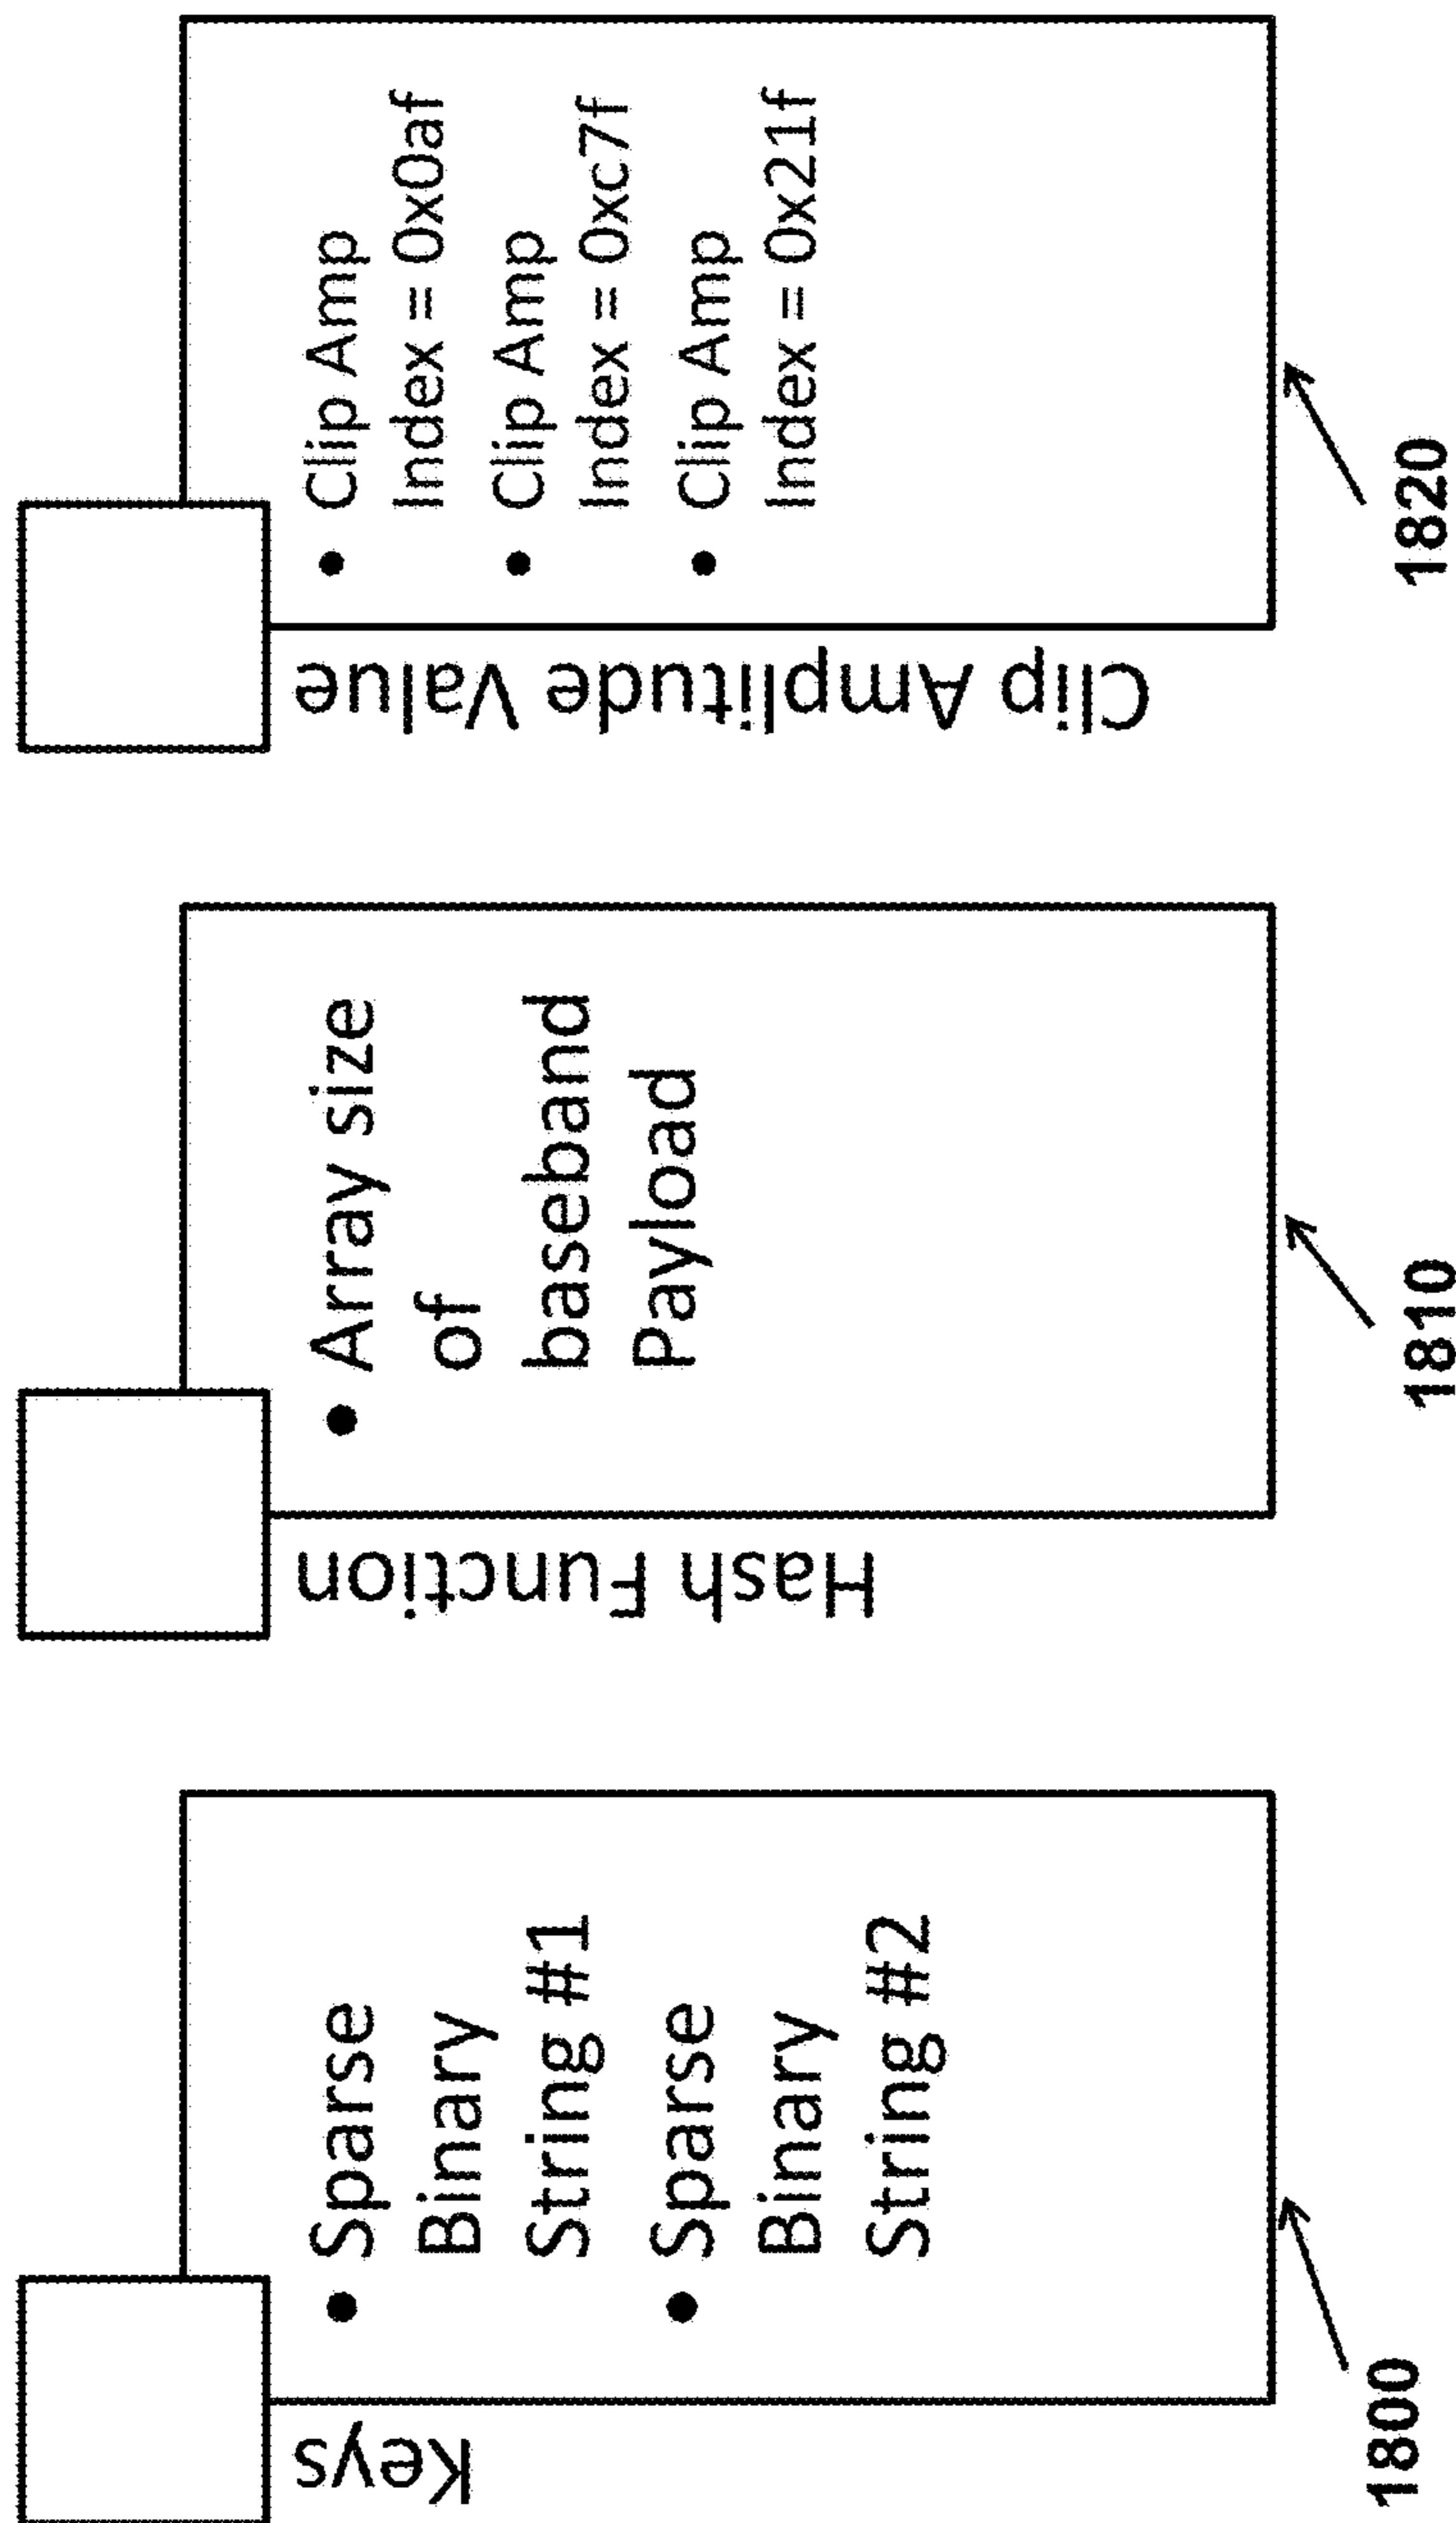 Keys
• Sparse
Binary
String #1
• Sparse
Binary
String #2
1800
Hash Function
• Array size
of
baseband
Payload
1810
Clip Amplitude Value
• Clip Amp
Index = 0x0af
• Clip Amp
Index = 0xc7f
• Clip Amp
Index = 0x21f
1820